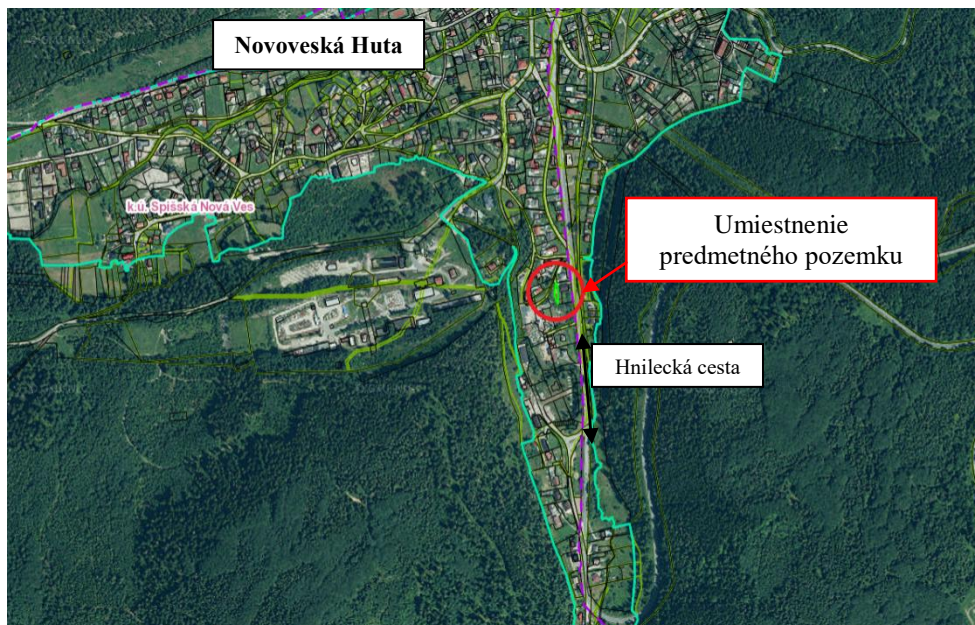 Novoveská Huta
k.ú. Spišská Nová Ves
Umiestnenie
predmetného pozemku
Hnilecká cesta